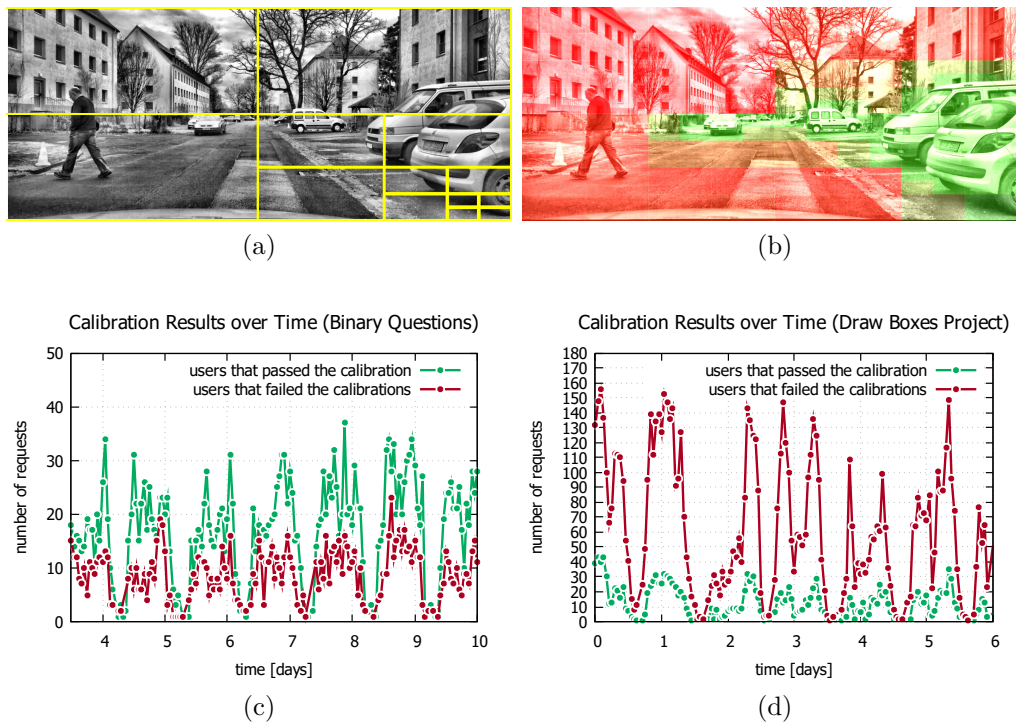 (a)
(b)
Calibration Results over Time (Binary Questions)
50
40
30
20
10
0
number of requests
users that passed the calibration
users that failed the calibrations
4
5
6
7
8
9
10
time [days]
(c)
Calibration Results over Time (Draw Boxes Project)
180
170
160
150
140
130
120
110
100
90
80
70
60
50
40
30
20
10
0
number of requests
users that passed the calibration
users that failed the calibrations
0
1
2
3
4
5
6
time [days]
(d)